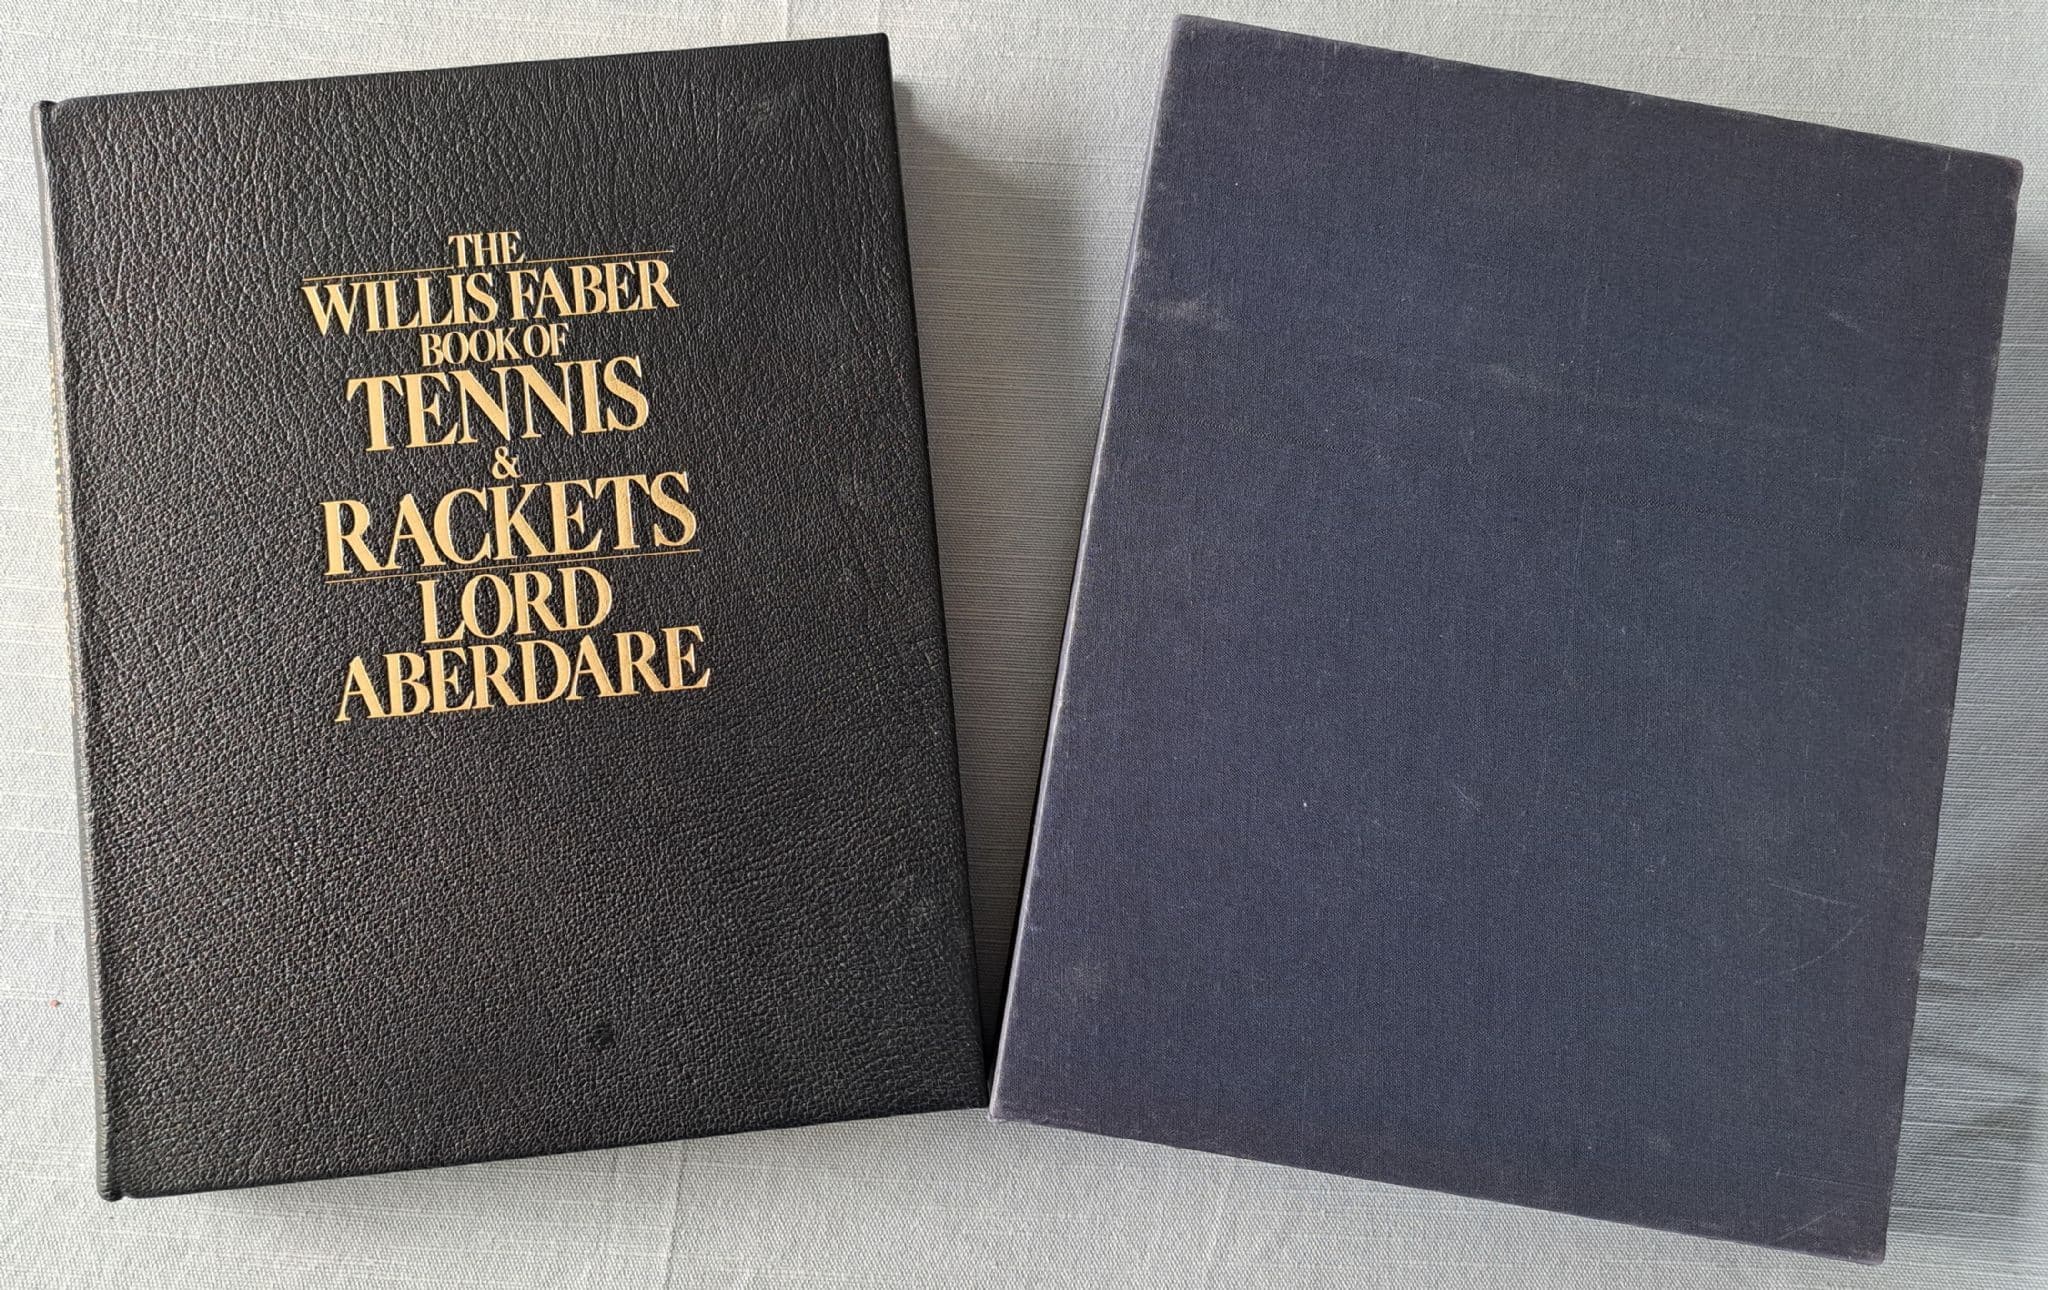 THE
WILLIS FABER
BOOK OF
TENNIS
&
RACKETS
LORD
ABERDARE